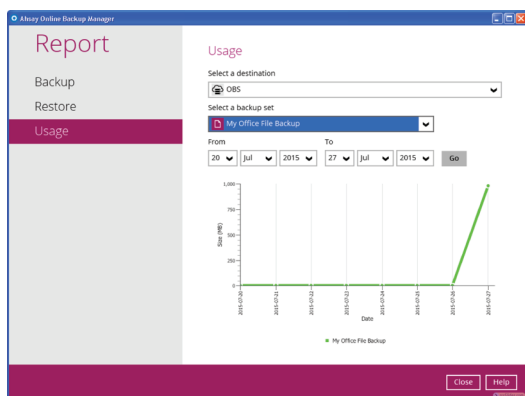 Ahsay Online Backup Manager
Report
Backup
Restore
Usage
Usage
Select a destination
OBS
Select a backup set
My Office File Backup
From To
20 Jul 2015 27 Jul 2015 Go
1,000
750
500
250
0
Size (MB)
2015-07-20 2015-07-21 2015-07-22 2015-07-23 2015-07-24 2015-07-25 2015-07-26 2015-07-27
Date
My Office File Backup
Close Help